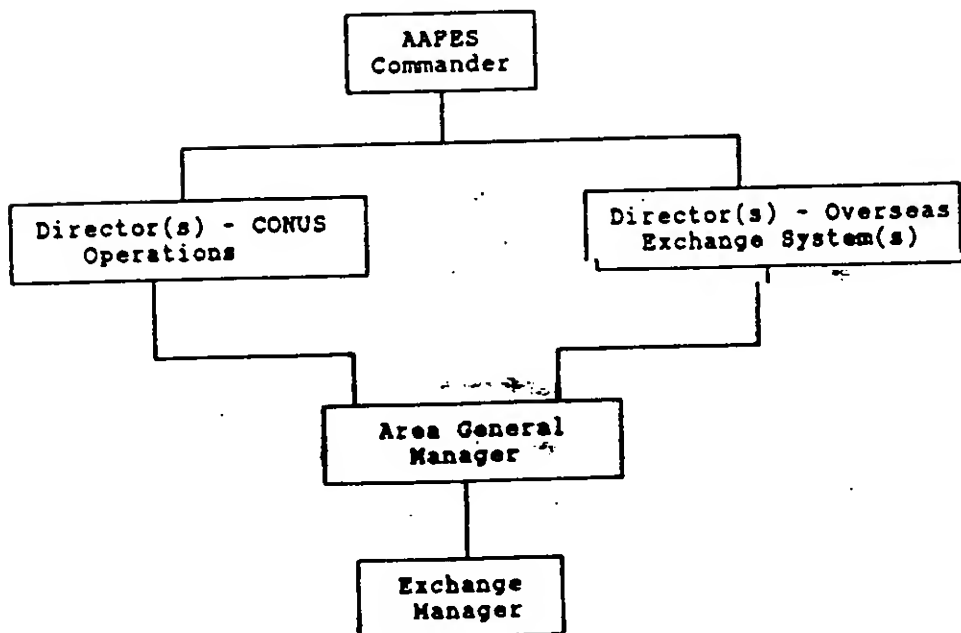 AAFES
Commander
Director(s) - CONUS
Operations
Director(s) - Overseas
Exchange System(s)
Area General
Manager
Exchange
Manager